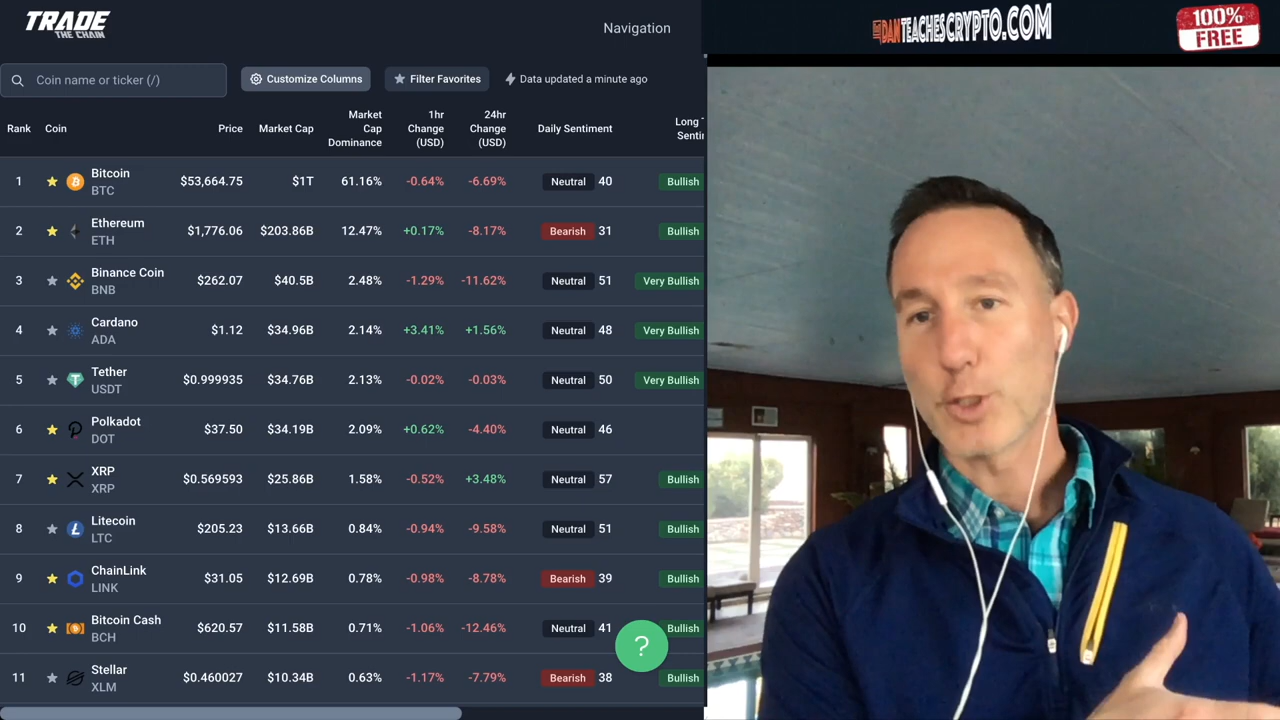 TRADE
THE CHAIN
Navigation
DANTEACHESCRYPTO.COM
100%
FREE
Coin name or ticker (/)
Customize Columns
Filter Favorites
Data updated a minute ago
Rank Coin Price Market Cap Market Cap Dominance 1hr Change (USD) 24hr Change (USD) Daily Sentiment Long
1 Bitcoin BTC $53,664.75 $1T 61.16% -0.64% -6.69% Neutral 40 Bullish
2 Ethereum ETH $1,776.06 $203.86B 12.47% +0.17% -8.17% Bearish 31 Bullish
3 Binance Coin BNB $262.07 $40.5B 2.48% -1.29% -11.62% Neutral 51 Very Bullish
4 Cardano ADA $1.12 $34.96B 2.14% +3.41% +1.56% Neutral 48 Very Bullish
5 Tether USDT $0.999935 $34.76B 2.13% -0.02% -0.03% Neutral 50 Very Bullish
Polkadot DOT $37.50 $34.19B 2.09% +0.62% -4.40% Neutral 46
7 XRP XRP $0.569593 $25.86B 1.58% -0.52% +3.48% Neutral 57 Bullish
8 Litecoin LTC $205.23 $13.66B 0.84% -0.94% -9.58% Neutral 51 Bullish
9 ChainLink LINK $31.05 $12.69B 0.78% -0.98% -8.78% Bearish 39 Bullish
10 Bitcoin Cash BCH $620.57 $11.58B 0.71% -1.06% -12.46% Neutral 41 Bullish
?
11 Stellar XLM $0.460027 $10.34B 0.63% -1.17% -7.79% Bearish 38 Bullish